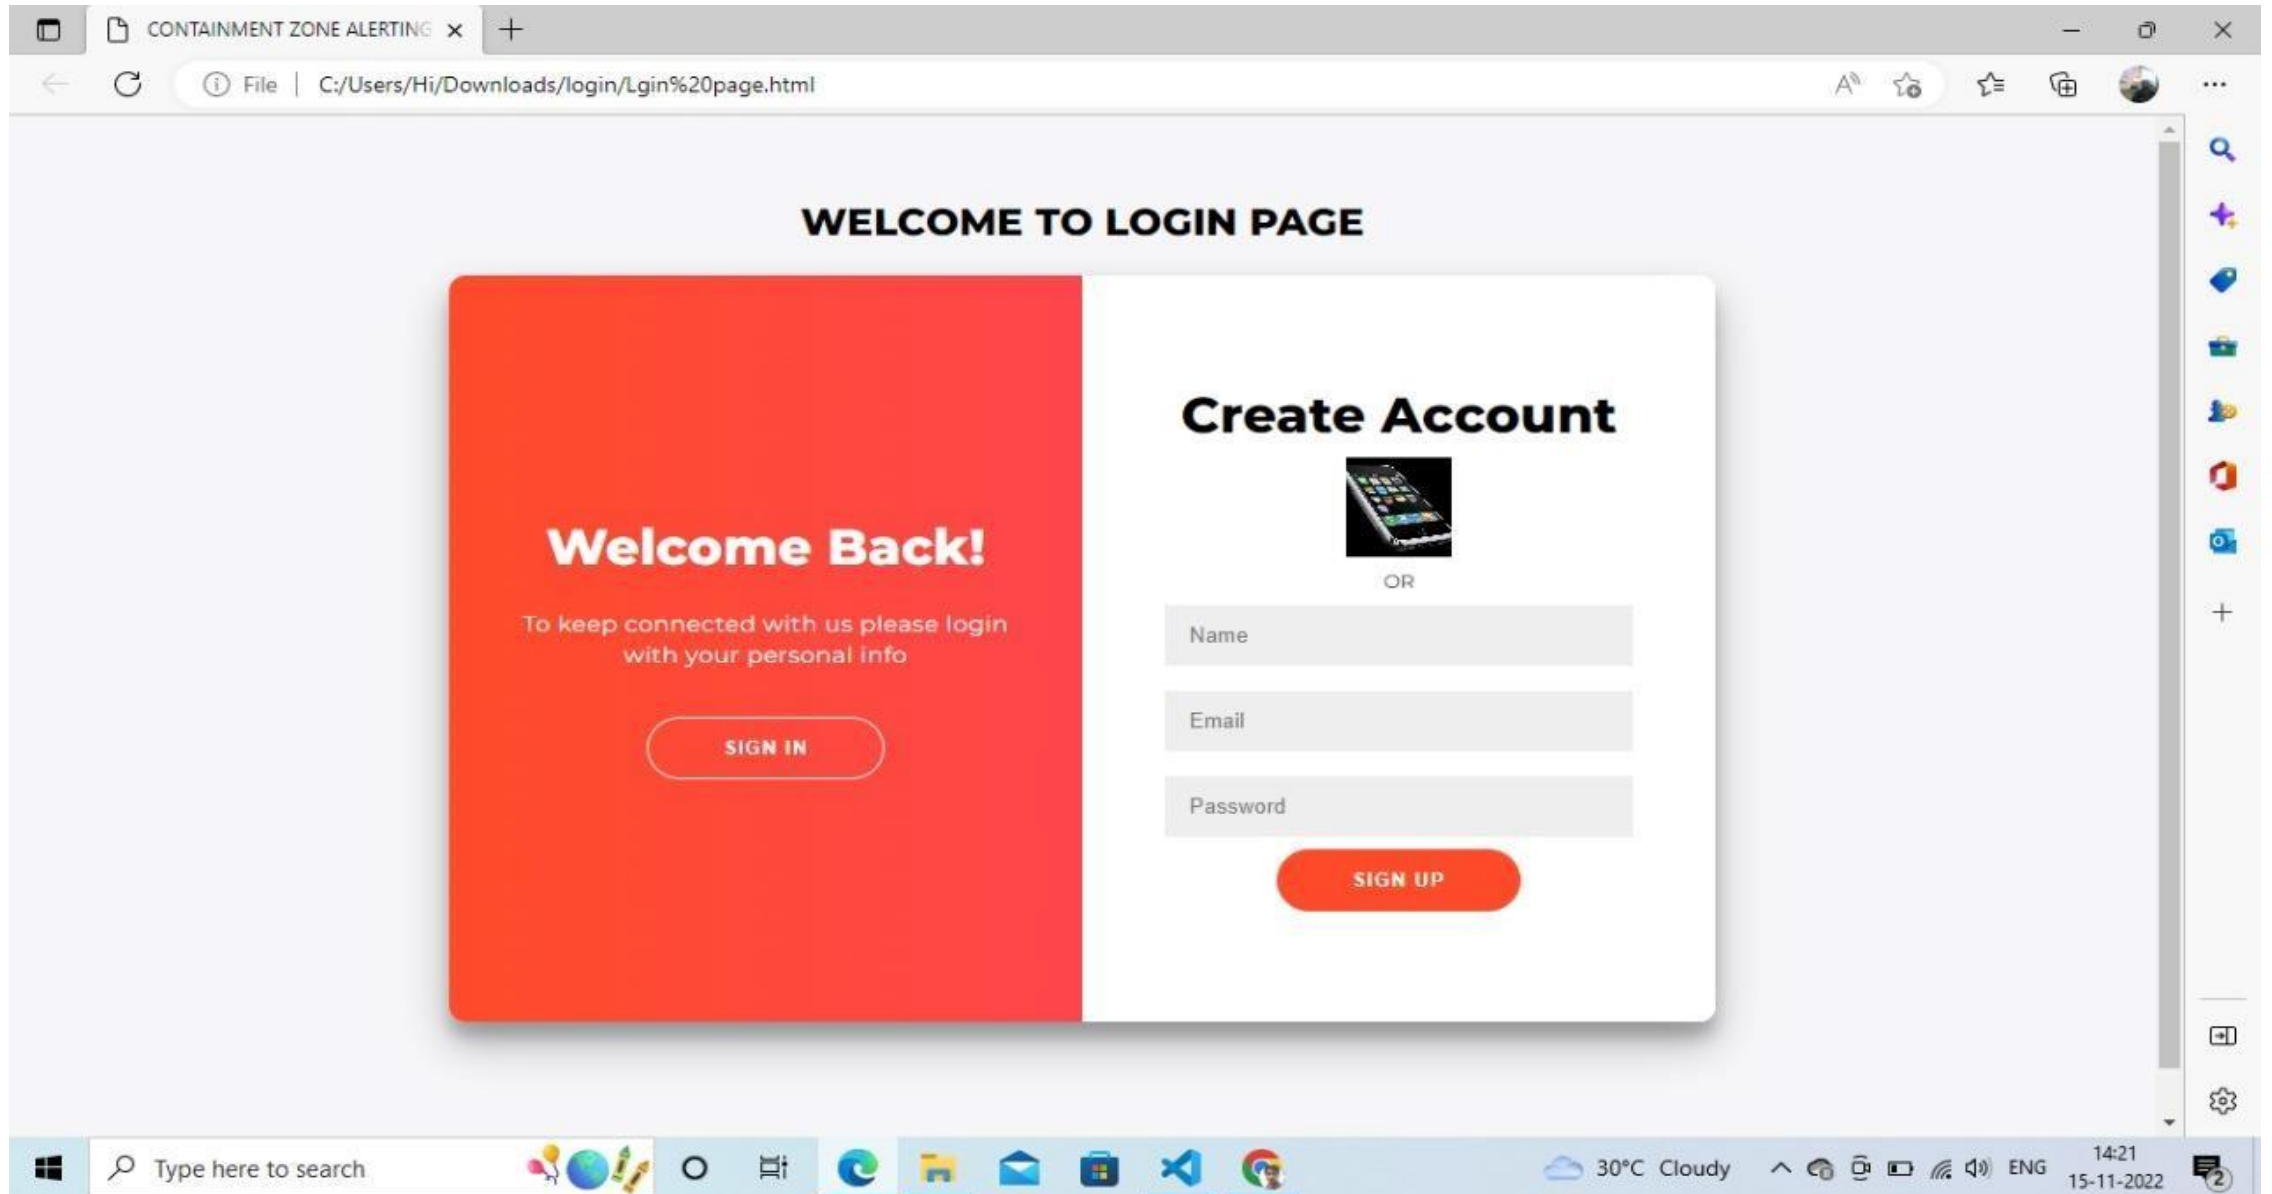 CONTAINMENT ZONE ALERTING
File | C:/Users/Hi/Downloads/login/Lgin%20page.html
WELCOME TO LOGIN PAGE
Welcome Back!
To keep connected with us please login
with your personal info
SIGN IN
Create Account
OR
Name
Email
Password
SIGN UP
Type here to search
30°C Cloudy
ENG
14:21
15-11-2022
2